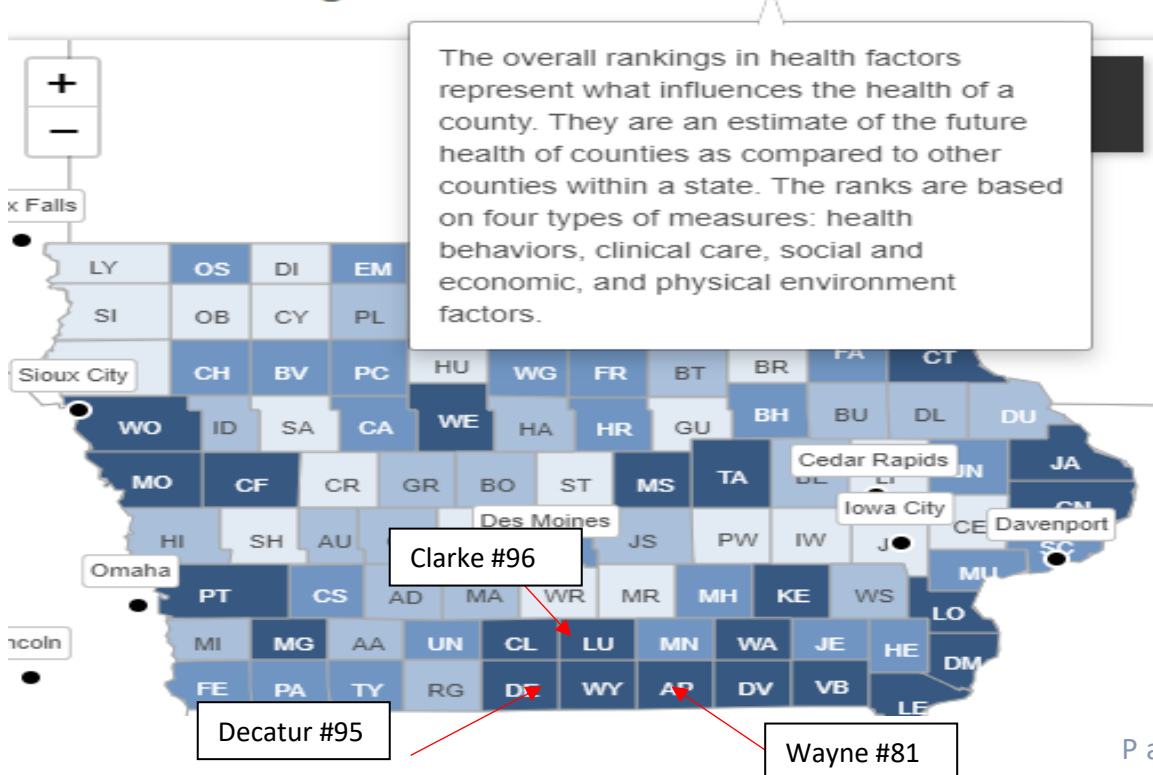 The overall rankings in health factors
represent what influences the health of a
county. They are an estimate of the future
health of counties as compared to other
counties within a state. The ranks are based
on four types of measures: health
behaviors, clinical care, social and
economic, and physical environment
factors.
+
−
x Falls
LY OS DI EM
SI OB CY PL
Sioux City
CH BV PC HU WG FR BT BR FA CT
WO ID SA CA WE HA HR GU BH BU DL DU
MO CF CR GR BO ST MS TA Cedar Rapids JA
Iowa City
HI SH AU Des Moines JS PW IW CE Davenport
SC
Clarke #96
Omaha
PT CS AD MA WR MR MH KE WS MU
LO
ncoln
MI MG AA UN CL LU MN WA JE HE
DM
FE PA TY RG DE WY AP DV VB
LE
Decatur #95
Wayne #81
P a